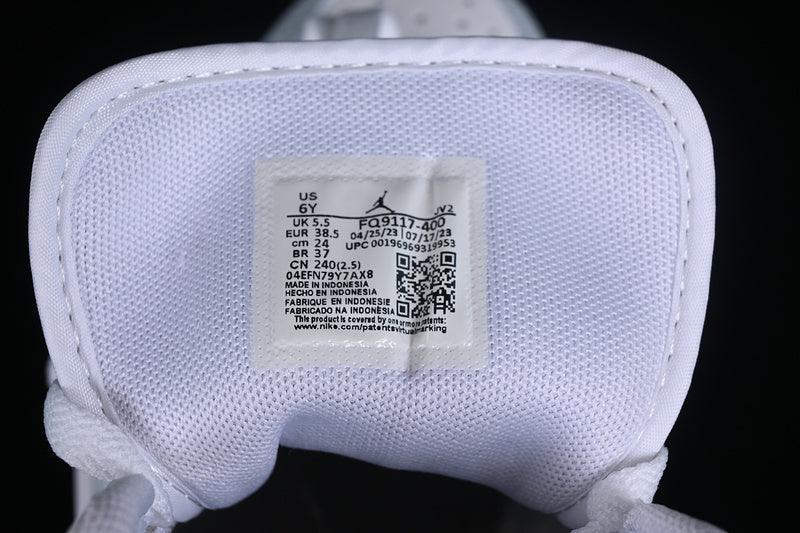 US
6Y
JV2
UK 5.5
FQ9117-400
EUR 38.5
04/25/23 | 07/17/23
cm 24
UPC 00196969319953
BR 37
CN 240(2.5)
04EFN79Y7AX8
MADE IN INDONESIA
HECHO EN INDONESIA
FABRIQUE EN INDONESIE
FABRICADO NA INDONÉSIA
This product is covered by one or more patents:
www.nike.com/patentsvirtualmarking